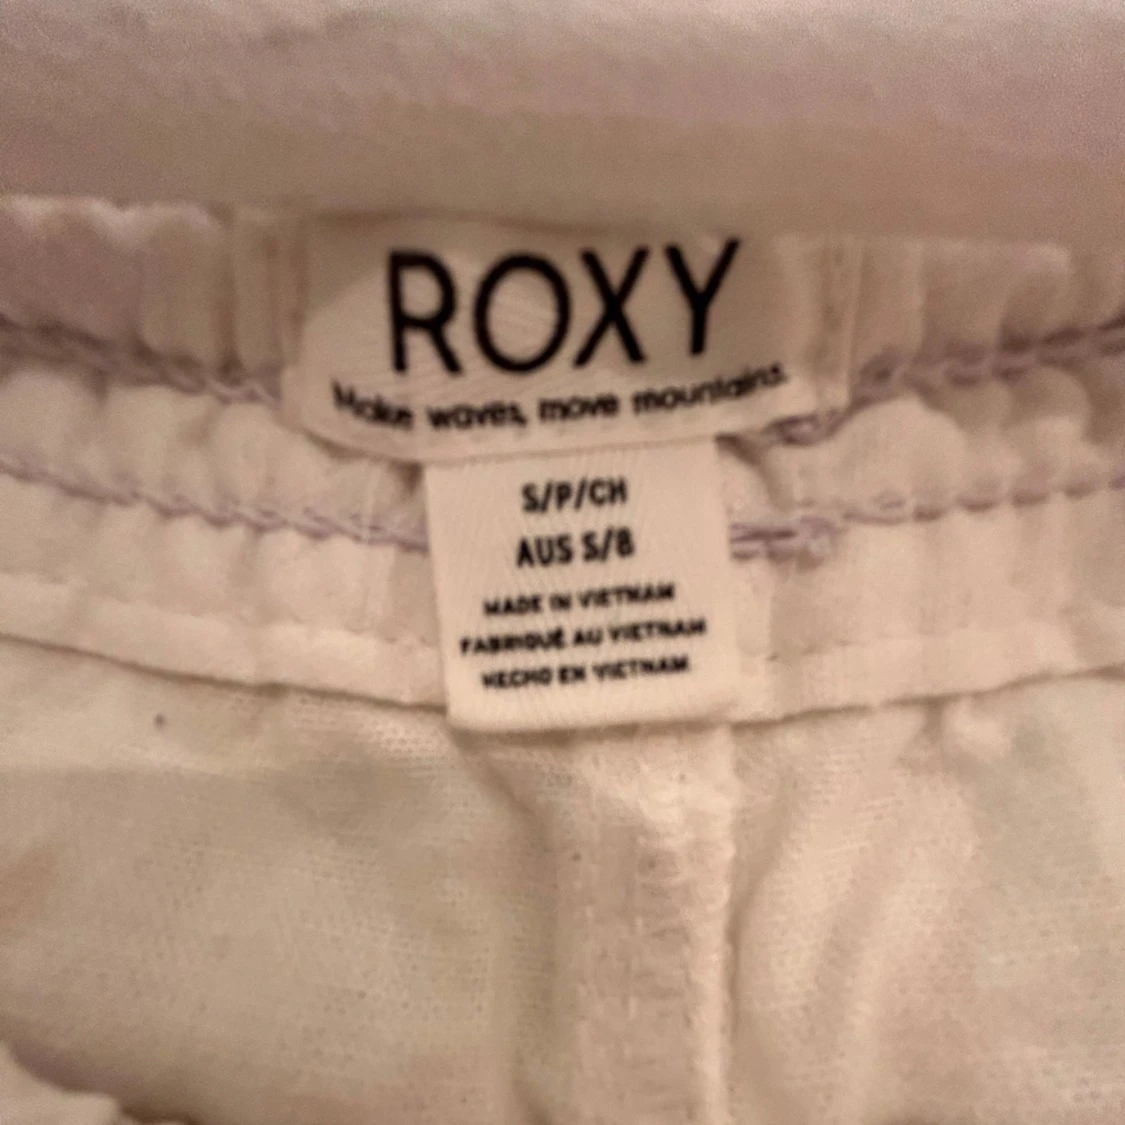 ROXY
Make waves, move mountains.
S/P/CH
AUS S/8
MADE IN VIETNAM
FABRIQUÉ AU VIETNAM
HECHO EN VIETNAM